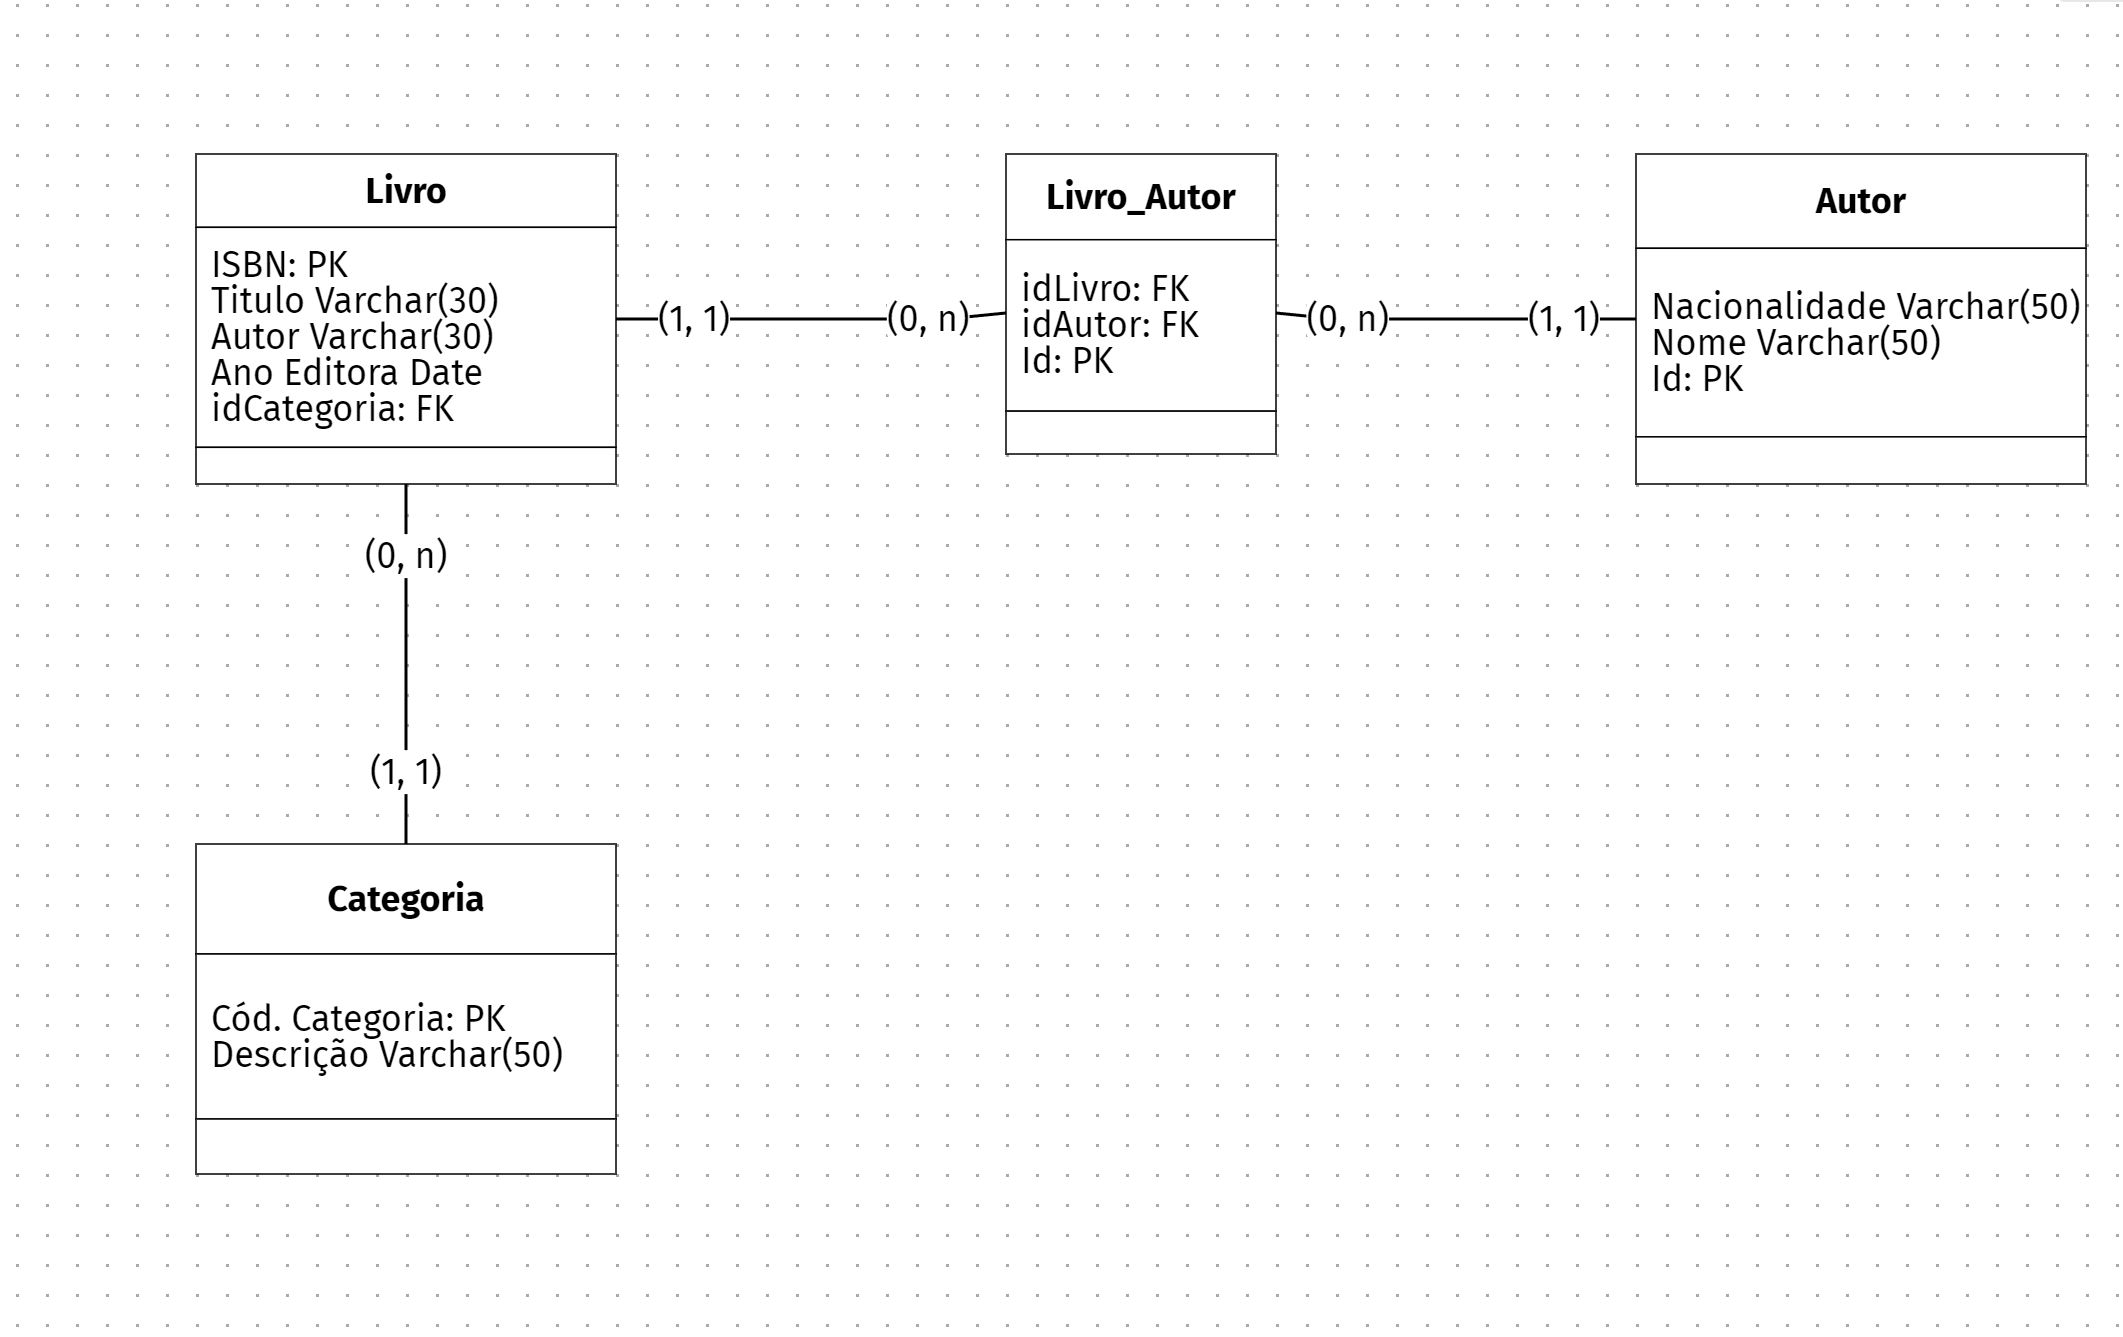 Livro
ISBN: PK
Titulo Varchar(30)
Autor Varchar(30)
Ano Editora Date
idCategoria: FK
(1, 1)
(0, n)
Livro_Autor
idLivro: FK
idAutor: FK
Id: PK
(0, n)
(1, 1)
Autor
Nacionalidade Varchar(50)
Nome Varchar(50)
Id: PK
(0, n)
(1, 1)
Categoria
Cód. Categoria: PK
Descrição Varchar(50)